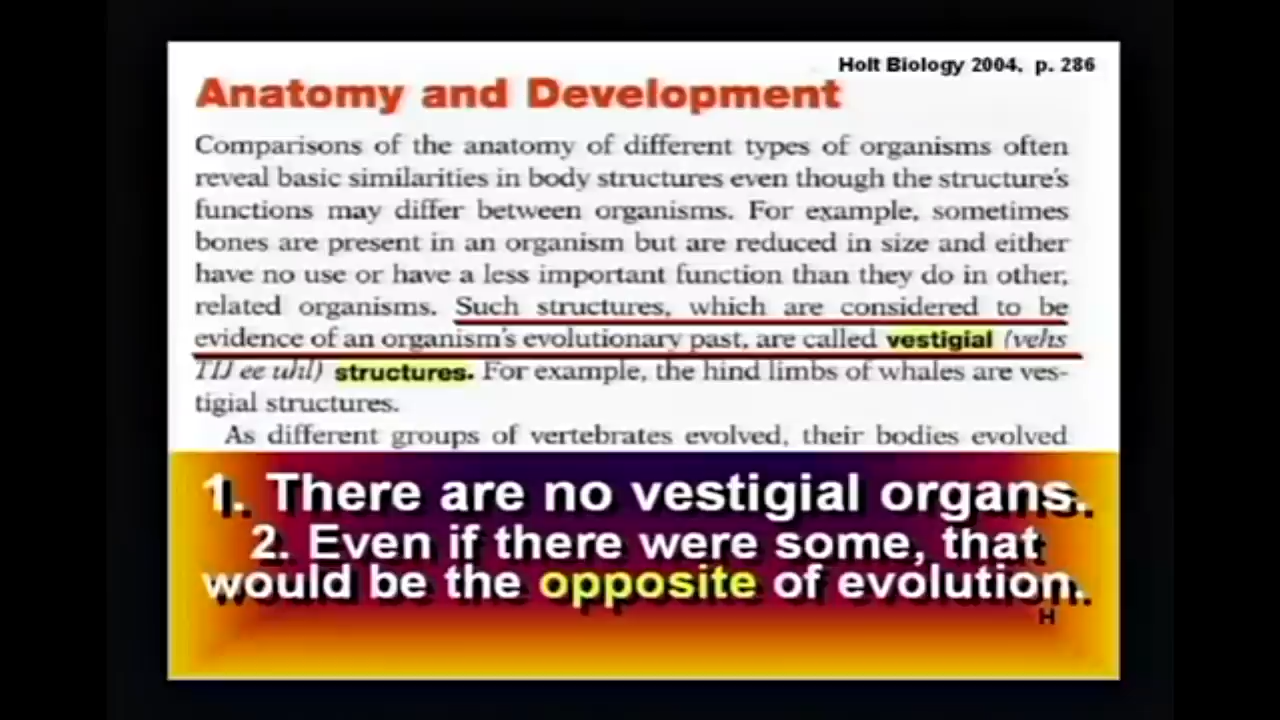 Holt Biology 2004, p. 286
Anatomy and Development
Comparisons of the anatomy of different types of organisms often
reveal basic similarities in body structures even though the structure's
functions may differ between organisms. For example, sometimes
bones are present in an organism but are reduced in size and either
have no use or have a less important function than they do in other,
related organisms. Such structures, which are considered to be
evidence of an organism's evolutionary past, are called vestigial (vehs
TIJ ee uhl) structures. For example, the hind limbs of whales are ves-
tigial structures.
As different groups of vertebrates evolved, their bodies evolved
1. There are no vestigial organs.
2. Even if there were some, that
would be the opposite of evolution.
H